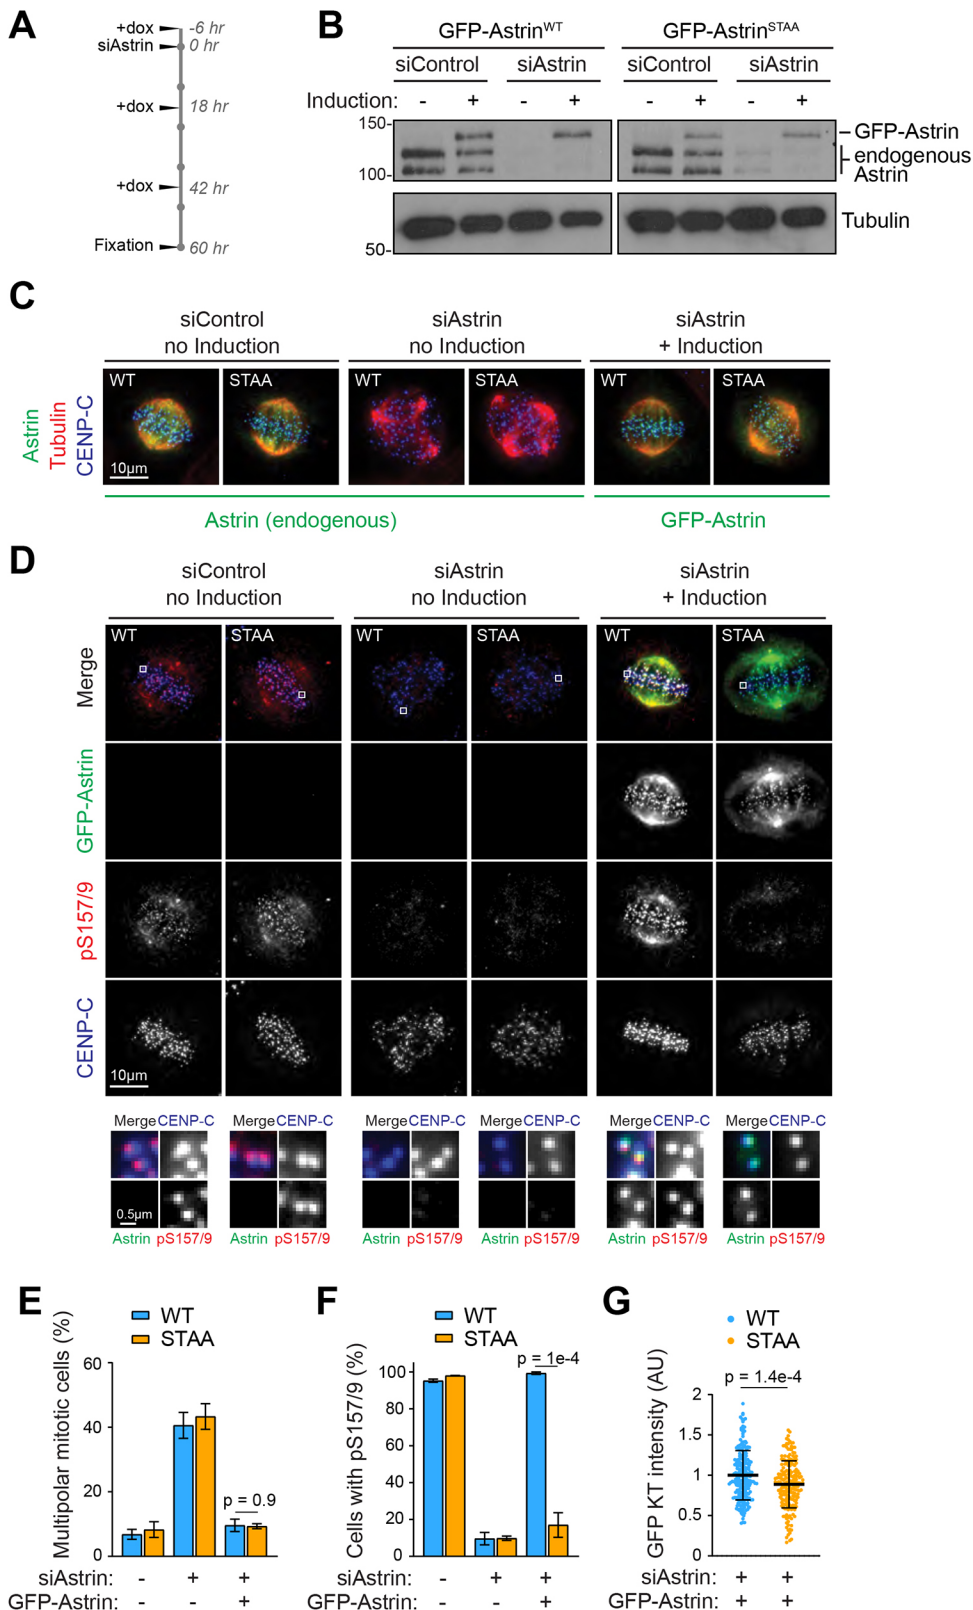 A
+dox
-6 hr
siAstrin
0 hr
+dox
18 hr
+dox
42 hr
Fixation
60 hr
B
GFP-AstrinWT
GFP-AstrinSTAA
siControl
siAstrin
siControl
siAstrin
Induction: - + - + - + - +
150-
100-
50-
GFP-Astrin
endogenous
Astrin
Tubulin
C
siControl
no Induction
siAstrin
no Induction
siAstrin
+ Induction
Astrin
Tubulin
CENP-C
WT
STAA
WT
STAA
WT
STAA
10µm
Astrin (endogenous)
GFP-Astrin
D
siControl
no Induction
siAstrin
no Induction
siAstrin
+ Induction
Merge
WT
STAA
WT
STAA
WT
STAA
GFP-Astrin
pS157/9
CENP-C
10µm
Merge CENP-C
Merge CENP-C
Merge CENP-C
Merge CENP-C
Merge CENP-C
Merge CENP-C
0.5µm
Astrin pS157/9
Astrin pS157/9
Astrin pS157/9
Astrin pS157/9
Astrin pS157/9
Astrin pS157/9
E
WT
STAA
Multipolar mitotic cells (%)
60
40
20
0
p = 0.9
siAstrin: - + +
GFP-Astrin: - - +
F
WT
STAA
Cells with pS157/9 (%)
100
80
60
40
20
0
p = 1e-4
siAstrin: - + +
GFP-Astrin: - - +
G
WT
STAA
GFP KT intensity (AU)
p = 1.4e-4
2
1.5
1
0.5
0
siAstrin: + +
GFP-Astrin: + +